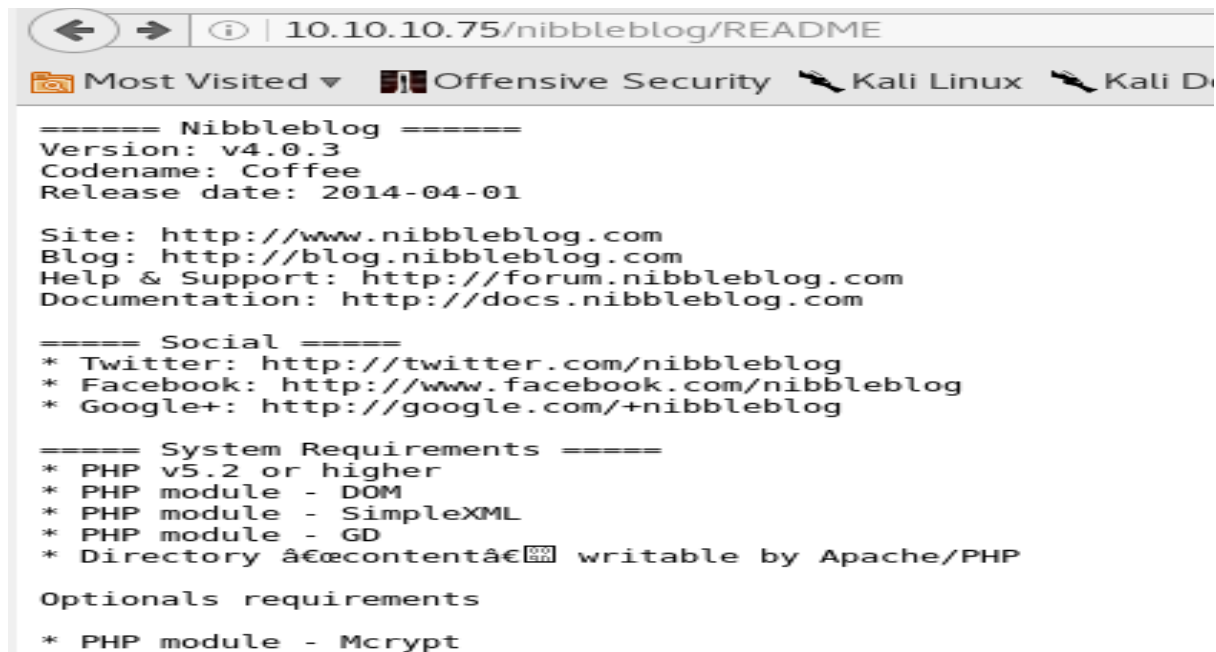 10.10.10.75/nibbleblog/README
Most Visited Offensive Security Kali Linux Kali D
====== Nibbleblog ======
Version: v4.0.3
Codename: Coffee
Release date: 2014-04-01
Site: http://www.nibbleblog.com
Blog: http://blog.nibbleblog.com
Help & Support: http://forum.nibbleblog.com
Documentation: http://docs.nibbleblog.com
===== Social =====
* Twitter: http://twitter.com/nibbleblog
* Facebook: http://www.facebook.com/nibbleblog
* Google+: http://google.com/+nibbleblog
===== System Requirements =====
* PHP v5.2 or higher
* PHP module - DOM
* PHP module - SimpleXML
* PHP module - GD
* Directory â€œcontentâ€ writable by Apache/PHP
Optionals requirements
* PHP module - Mcrypt